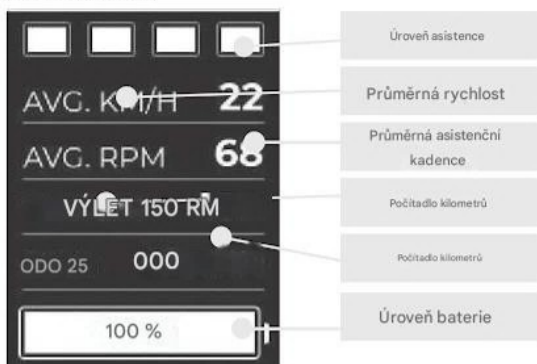 Úroveň asistence
AVG. KM/H 22
Průměrná rychlost
AVG. RPM 68
Průměrná asistenční
kadence
VÝLET 150 RM
Počítadlo kilometrů
ODO 25 000
Počítadlo kilometrů
100 %
Úroveň baterie